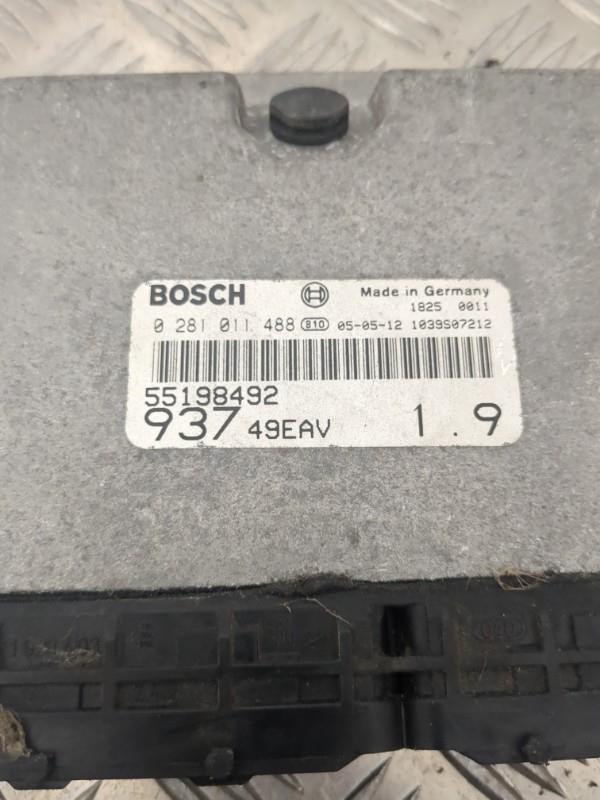 BOSCH
Made in Germany
1825 0011
0 281 011 488 810 05-05-12 1039S07212
55198492
937 49EAV 1.9